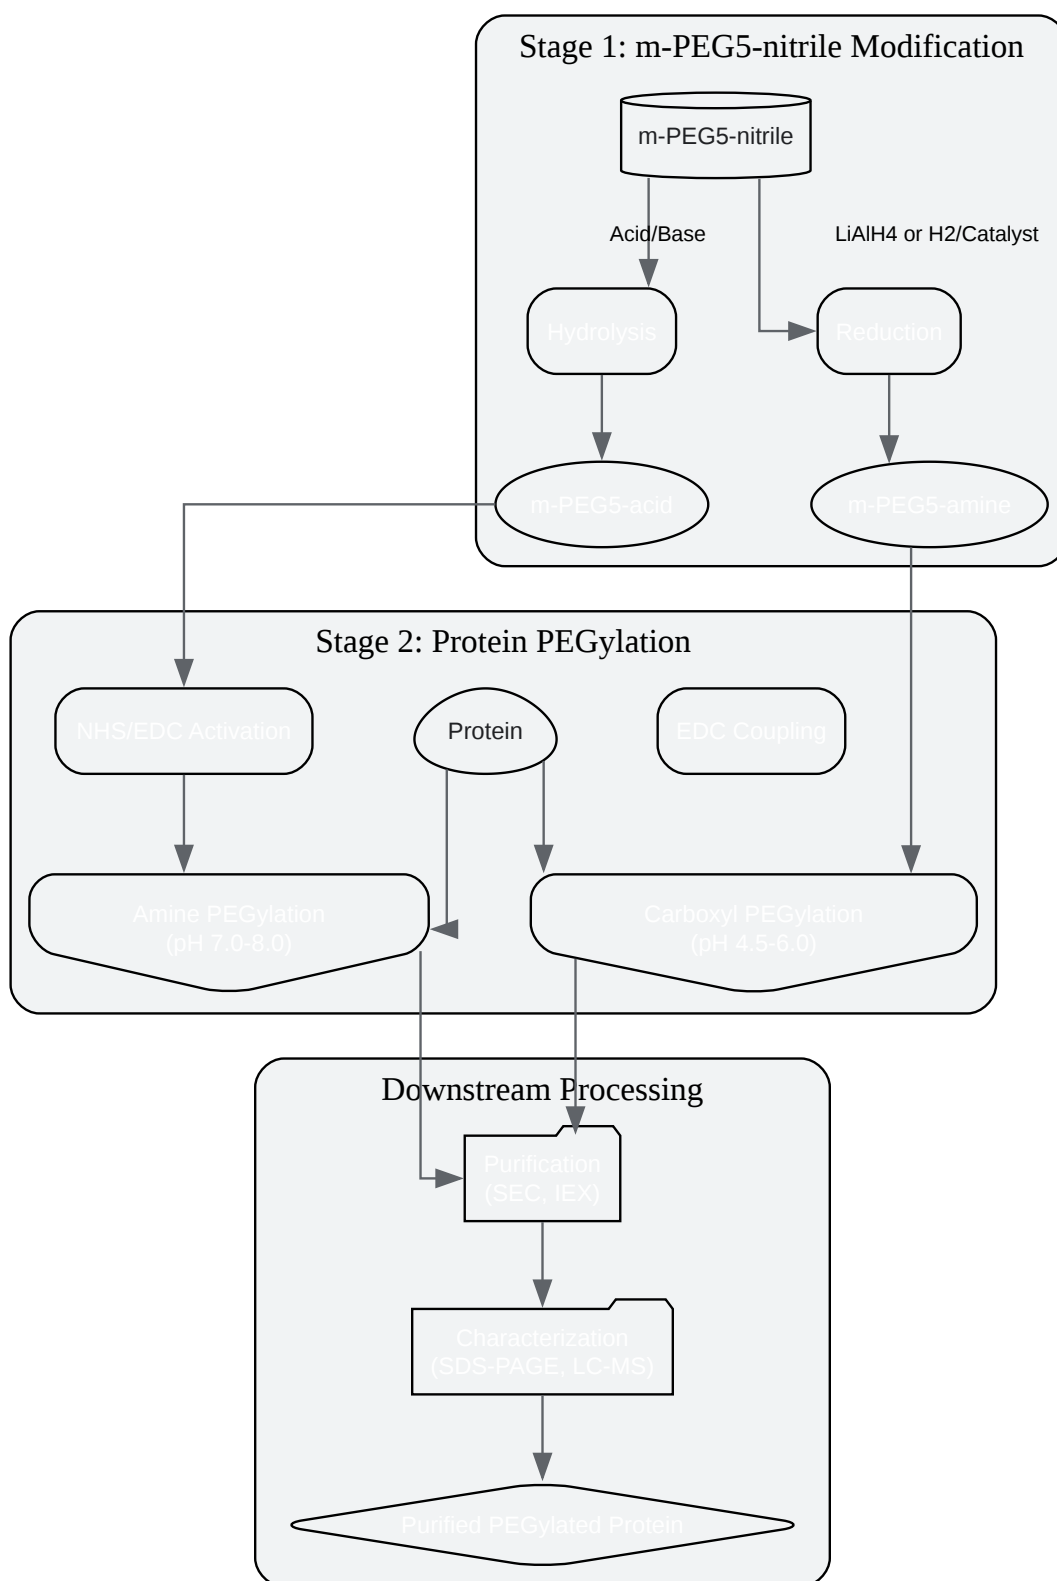 Stage 1: m-PEG5-nitrile Modification
m-PEG5-nitrile
Acid/Base
LiAlH4 or H2/Catalyst
Hydrolysis
Reduction
m-PEG5-acid
m-PEG5-amine
Stage 2: Protein PEGylation
NHS/EDC Activation
Protein
EDC Coupling
Amine PEGylation
(pH 7.0-8.0)
Carboxyl PEGylation
(pH 4.5-6.0)
Downstream Processing
Purification
(SEC, IEX)
Characterization
(SDS-PAGE, LC-MS)
Purified PEGylated Protein